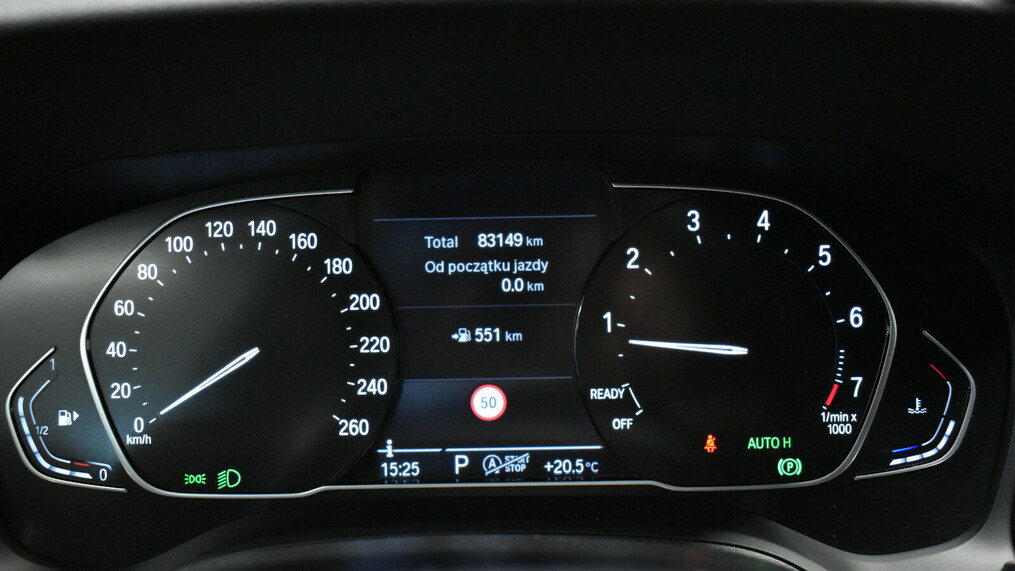 0
20
40
60
80
100
120
140
160
180
200
220
240
260
km/h
1
1/2
0
Total 83149 km
Od początku jazdy
0.0 km
551 km
50
15:25 P A START STOP +20.5°C
1
2
3
4
5
6
7
1/min x
1000
READY
OFF
AUTO H
P